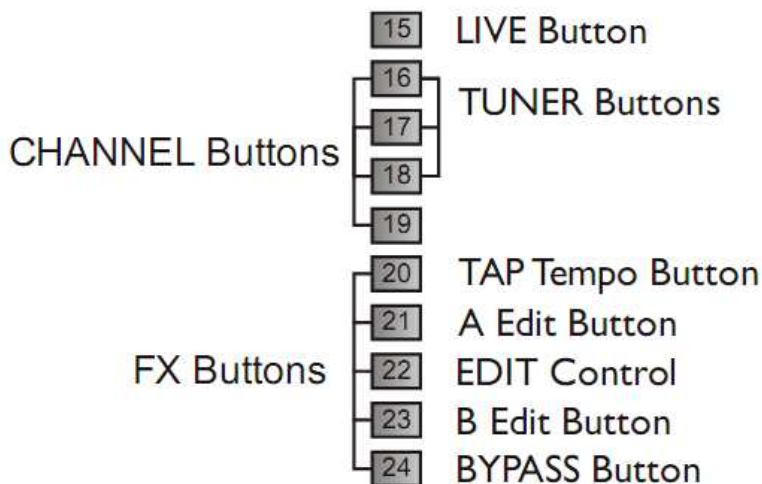 15 LIVE Button
16
TUNER Buttons
17
CHANNEL Buttons
18
19
20 TAP Tempo Button
21 A Edit Button
FX Buttons 22 EDIT Control
23 B Edit Button
24 BYPASS Button